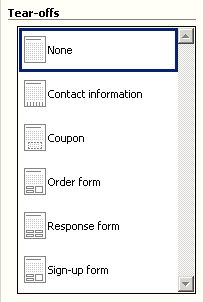 Tear-offs
None
Contact information
Coupon
Order form
Response form
Sign-up form